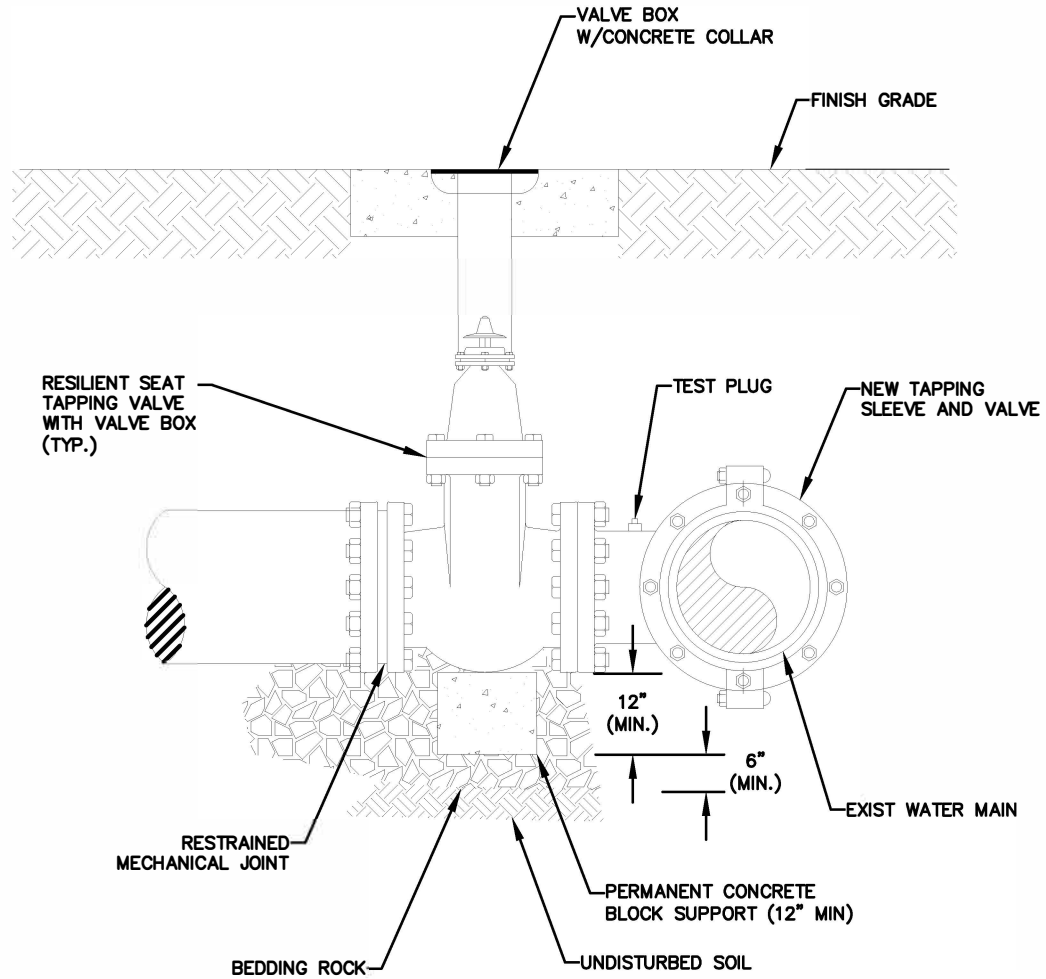 VALVE BOX
W/CONCRETE COLLAR
FINISH GRADE
RESILIENT SEAT
TAPPING VALVE
WITH VALVE BOX
(TYP.)
TEST PLUG
NEW TAPPING
SLEEVE AND VALVE
12"
(MIN.)
6"
(MIN.)
EXIST WATER MAIN
RESTRAINED
MECHANICAL JOINT
PERMANENT CONCRETE
BLOCK SUPPORT (12" MIN)
BEDDING ROCK
UNDISTURBED SOIL